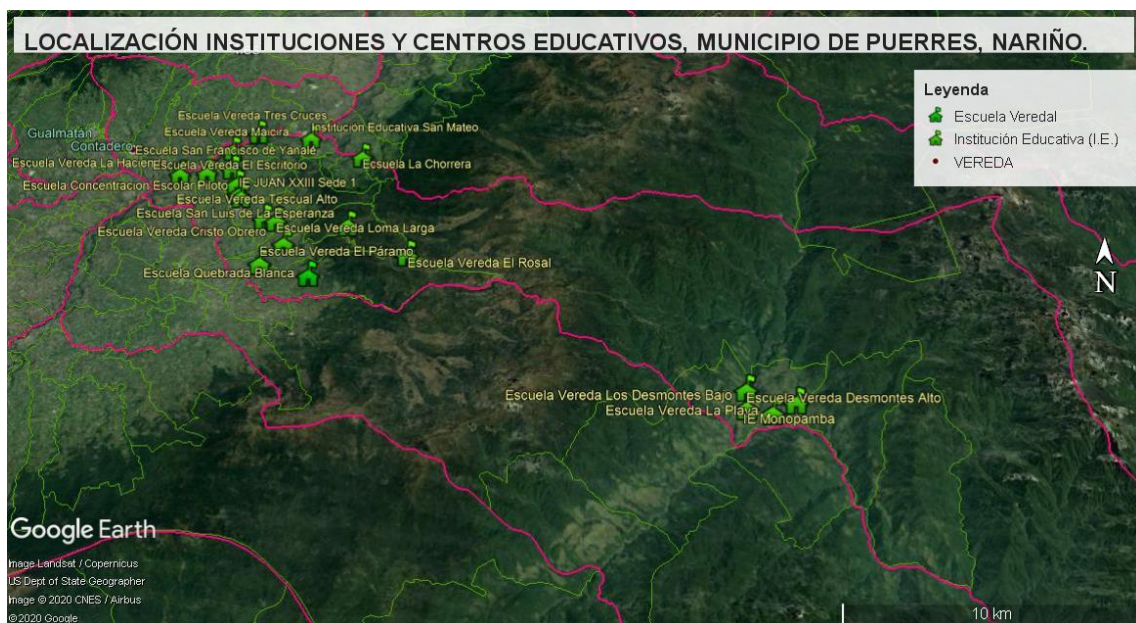 LOCALIZACIÓN INSTITUCIONES Y CENTROS EDUCATIVOS, MUNICIPIO DE PUERRES, NARIÑO.
Leyenda
Escuela Veredal
Institución Educativa (I.E.)
VEREDA
Escuela Vereda Tres Cruces
Gualmatán
Escuela Vereda Maicira
Institución Educativa San Mateo
Contadero
Escuela San Francisco de Yanale
Escuela La Chorrera
Escuela Vereda La Hacien
Escuela Vereda El Escritorio
Escuela Concentración Escolar Piloto
IE JUAN XXIII Sede 1
Escuela Vereda Tescual Alto
Escuela San Luis de La Esperanza
Escuela Vereda Cristo Obrero
Escuela Vereda Loma Larga
Escuela Vereda El Páramo
Escuela Vereda El Rosal
Escuela Quebrada Blanca
N
Escuela Vereda Los Desmontes Bajo
Escuela Vereda Desmontes Alto
Escuela Vereda La Playa
IE Monopamba
Google Earth
Image Landsat / Copernicus
US Dept of State Geographer
Image © 2020 CNES / Airbus
© 2020 Google
10 km